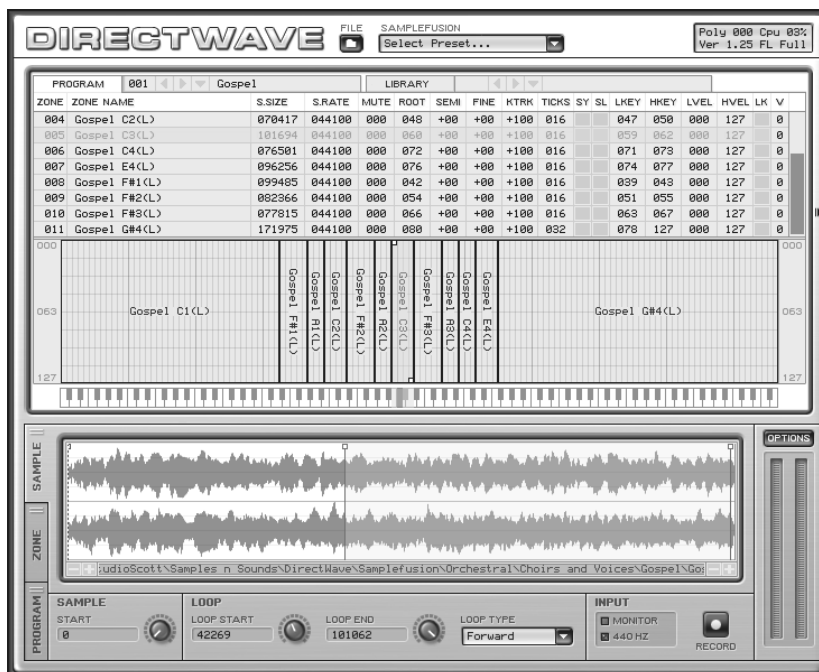 DIRECTWAVE
FILE
SAMPLEFUSION
Select Preset...
Poly 000 Cpu 03%
Ver 1.25 FL Full
PROGRAM 001 Gospel LIBRARY
ZONE ZONE NAME S.SIZE S.RATE MUTE ROOT SEMI FINE KTRK TICKS SY SL LKEY HKEY LVEL HVEL LK V
004 Gospel C2(L) 070417 044100 000 048 +00 +00 +100 016 047 050 000 127 0
005 Gospel C3(L) 101694 044100 000 060 +00 +00 +100 016 059 062 000 127 0
006 Gospel C4(L) 076501 044100 000 072 +00 +00 +100 016 071 073 000 127 0
007 Gospel E4(L) 096256 044100 000 076 +00 +00 +100 016 074 077 000 127 0
008 Gospel F#1(L) 099485 044100 000 042 +00 +00 +100 016 039 043 000 127 0
009 Gospel F#2(L) 082366 044100 000 054 +00 +00 +100 016 051 055 000 127 0
010 Gospel F#3(L) 077815 044100 000 066 +00 +00 +100 016 063 067 000 127 0
011 Gospel G#4(L) 171975 044100 000 080 +00 +00 +100 032 078 127 000 127 0
000 000
063 063
127 127
Gospel C1(L)
Gospel F#1(L)
Gospel A1(L)
Gospel C2(L)
Gospel F#2(L)
Gospel A2(L)
Gospel C3(L)
Gospel F#3(L)
Gospel A3(L)
Gospel C4(L)
Gospel E4(L)
Gospel G#4(L)
SAMPLE
ZONE
PROGRAM
OPTIONS
udioScott\Samples n Sounds\DirectWave\Samplefusion\Orchestral\Choirs and Voices\Gospel\Gos
SAMPLE
START
0
LOOP
LOOP START
42269
LOOP END
101062
LOOP TYPE
Forward
INPUT
MONITOR
440 HZ
RECORD